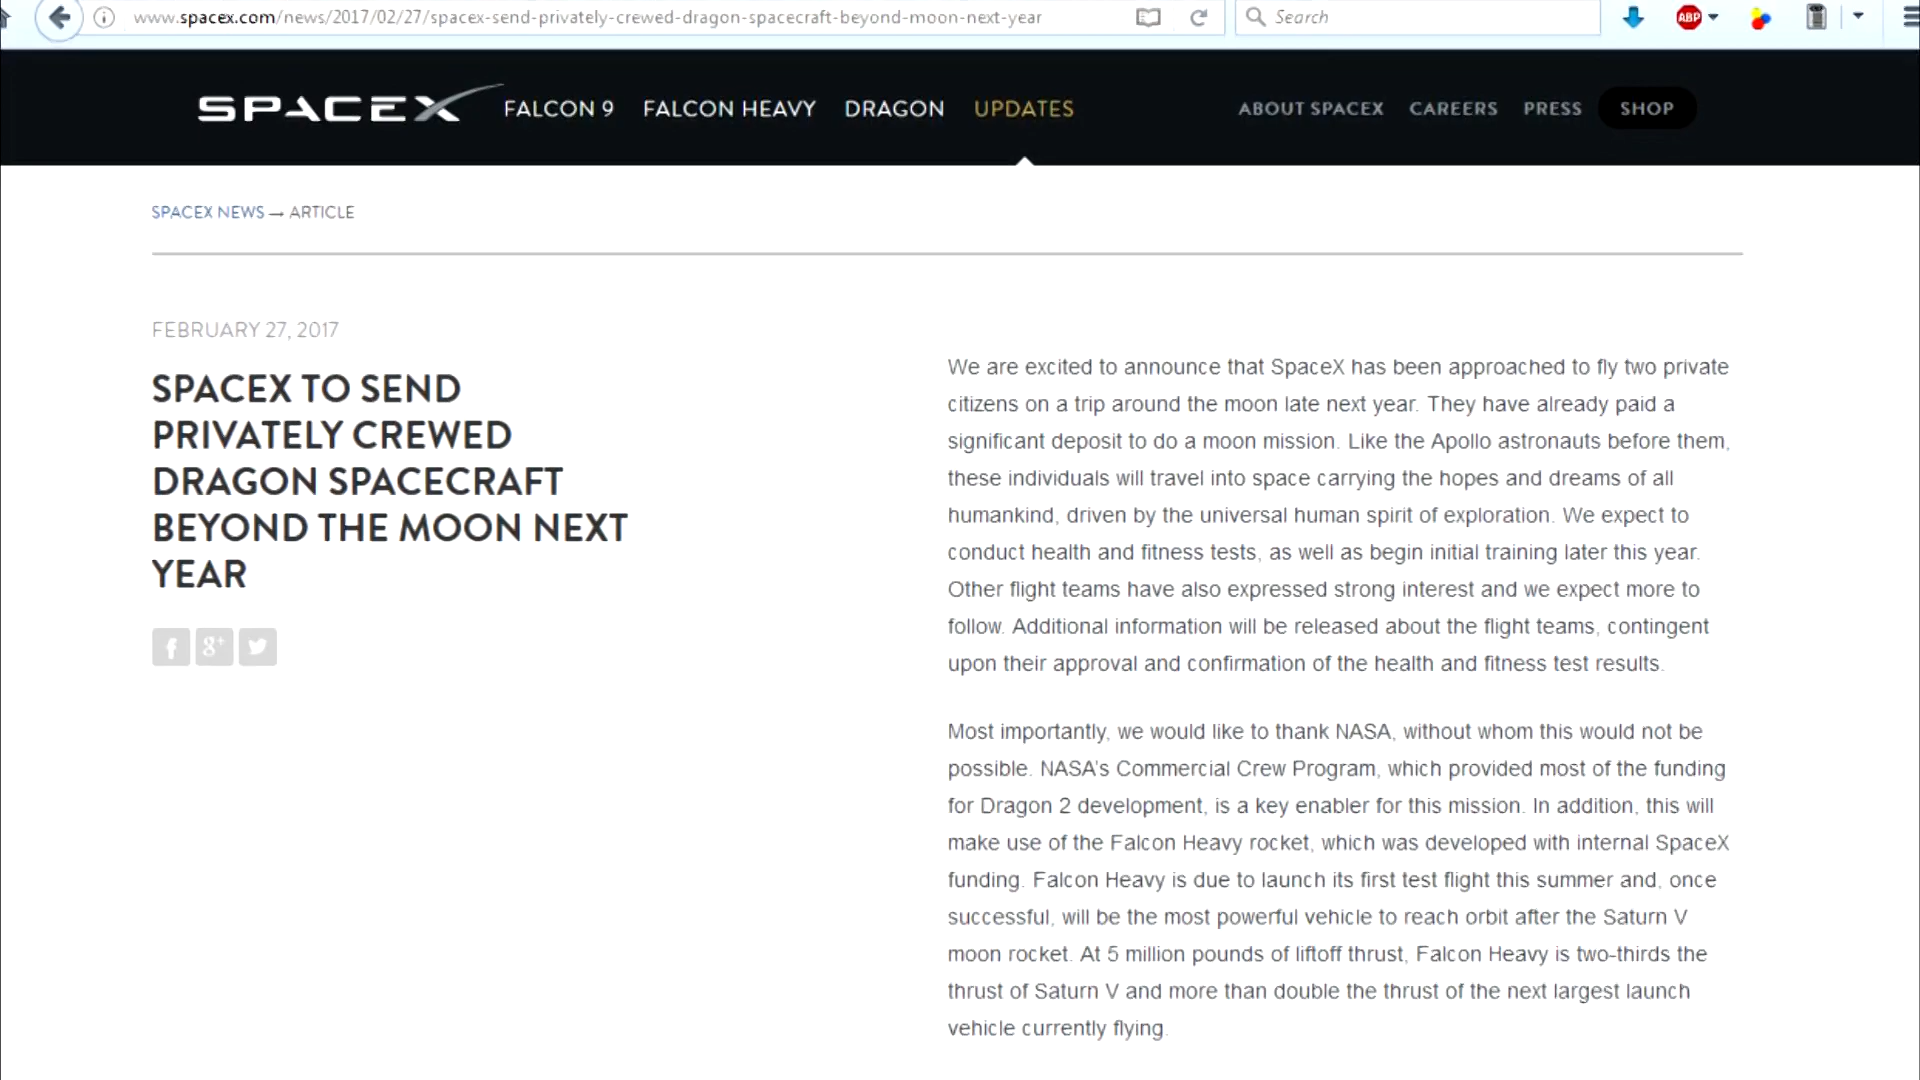 www.spacex.com/news/2017/02/27/spacex-send-privately-crewed-dragon-spacecraft-beyond-moon-next-year
Search
ABP
SPACEX FALCON 9 FALCON HEAVY DRAGON UPDATES ABOUT SPACEX CAREERS PRESS SHOP
SPACEX NEWS → ARTICLE
FEBRUARY 27, 2017
SPACEX TO SEND
PRIVATELY CREWED
DRAGON SPACECRAFT
BEYOND THE MOON NEXT
YEAR
f g+
We are excited to announce that SpaceX has been approached to fly two private
citizens on a trip around the moon late next year. They have already paid a
significant deposit to do a moon mission. Like the Apollo astronauts before them,
these individuals will travel into space carrying the hopes and dreams of all
humankind, driven by the universal human spirit of exploration. We expect to
conduct health and fitness tests, as well as begin initial training later this year.
Other flight teams have also expressed strong interest and we expect more to
follow. Additional information will be released about the flight teams, contingent
upon their approval and confirmation of the health and fitness test results.
Most importantly, we would like to thank NASA, without whom this would not be
possible. NASA's Commercial Crew Program, which provided most of the funding
for Dragon 2 development, is a key enabler for this mission. In addition, this will
make use of the Falcon Heavy rocket, which was developed with internal SpaceX
funding. Falcon Heavy is due to launch its first test flight this summer and, once
successful, will be the most powerful vehicle to reach orbit after the Saturn V
moon rocket. At 5 million pounds of liftoff thrust, Falcon Heavy is two-thirds the
thrust of Saturn V and more than double the thrust of the next largest launch
vehicle currently flying.